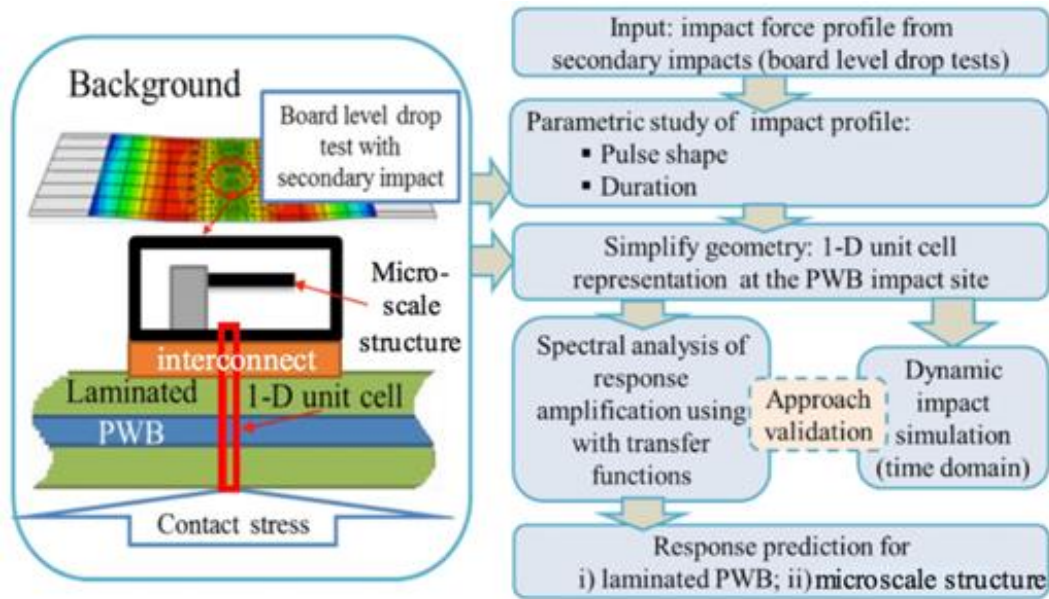 Background
Board level drop
test with
secondary impact
Micro-
scale
structure
interconnect
Laminated
1-D unit cell
PWB
Contact stress
Input: impact force profile from
secondary impacts (board level drop tests)
Parametric study of impact profile:
▪ Pulse shape
▪ Duration
Simplify geometry: 1-D unit cell
representation at the PWB impact site
Spectral analysis of
response
amplification using
with transfer
functions
Approach
validation
Dynamic
impact
simulation
(time domain)
Response prediction for
i) laminated PWB; ii) microscale structure